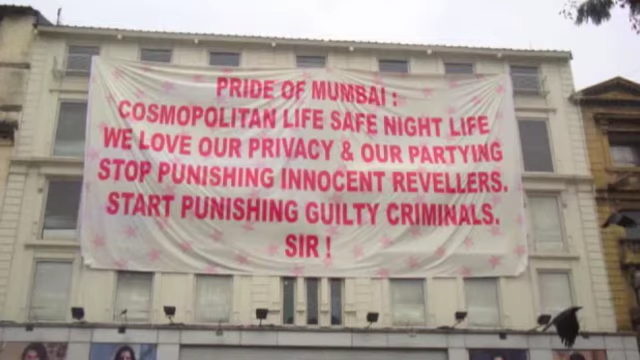 PRIDE OF MUMBAI :
COSMOPOLITAN LIFE SAFE NIGHT LIFE
WE LOVE OUR PRIVACY & OUR PARTYING
STOP PUNISHING INNOCENT REVELLERS.
START PUNISHING GUILTY CRIMINALS.
SIR !